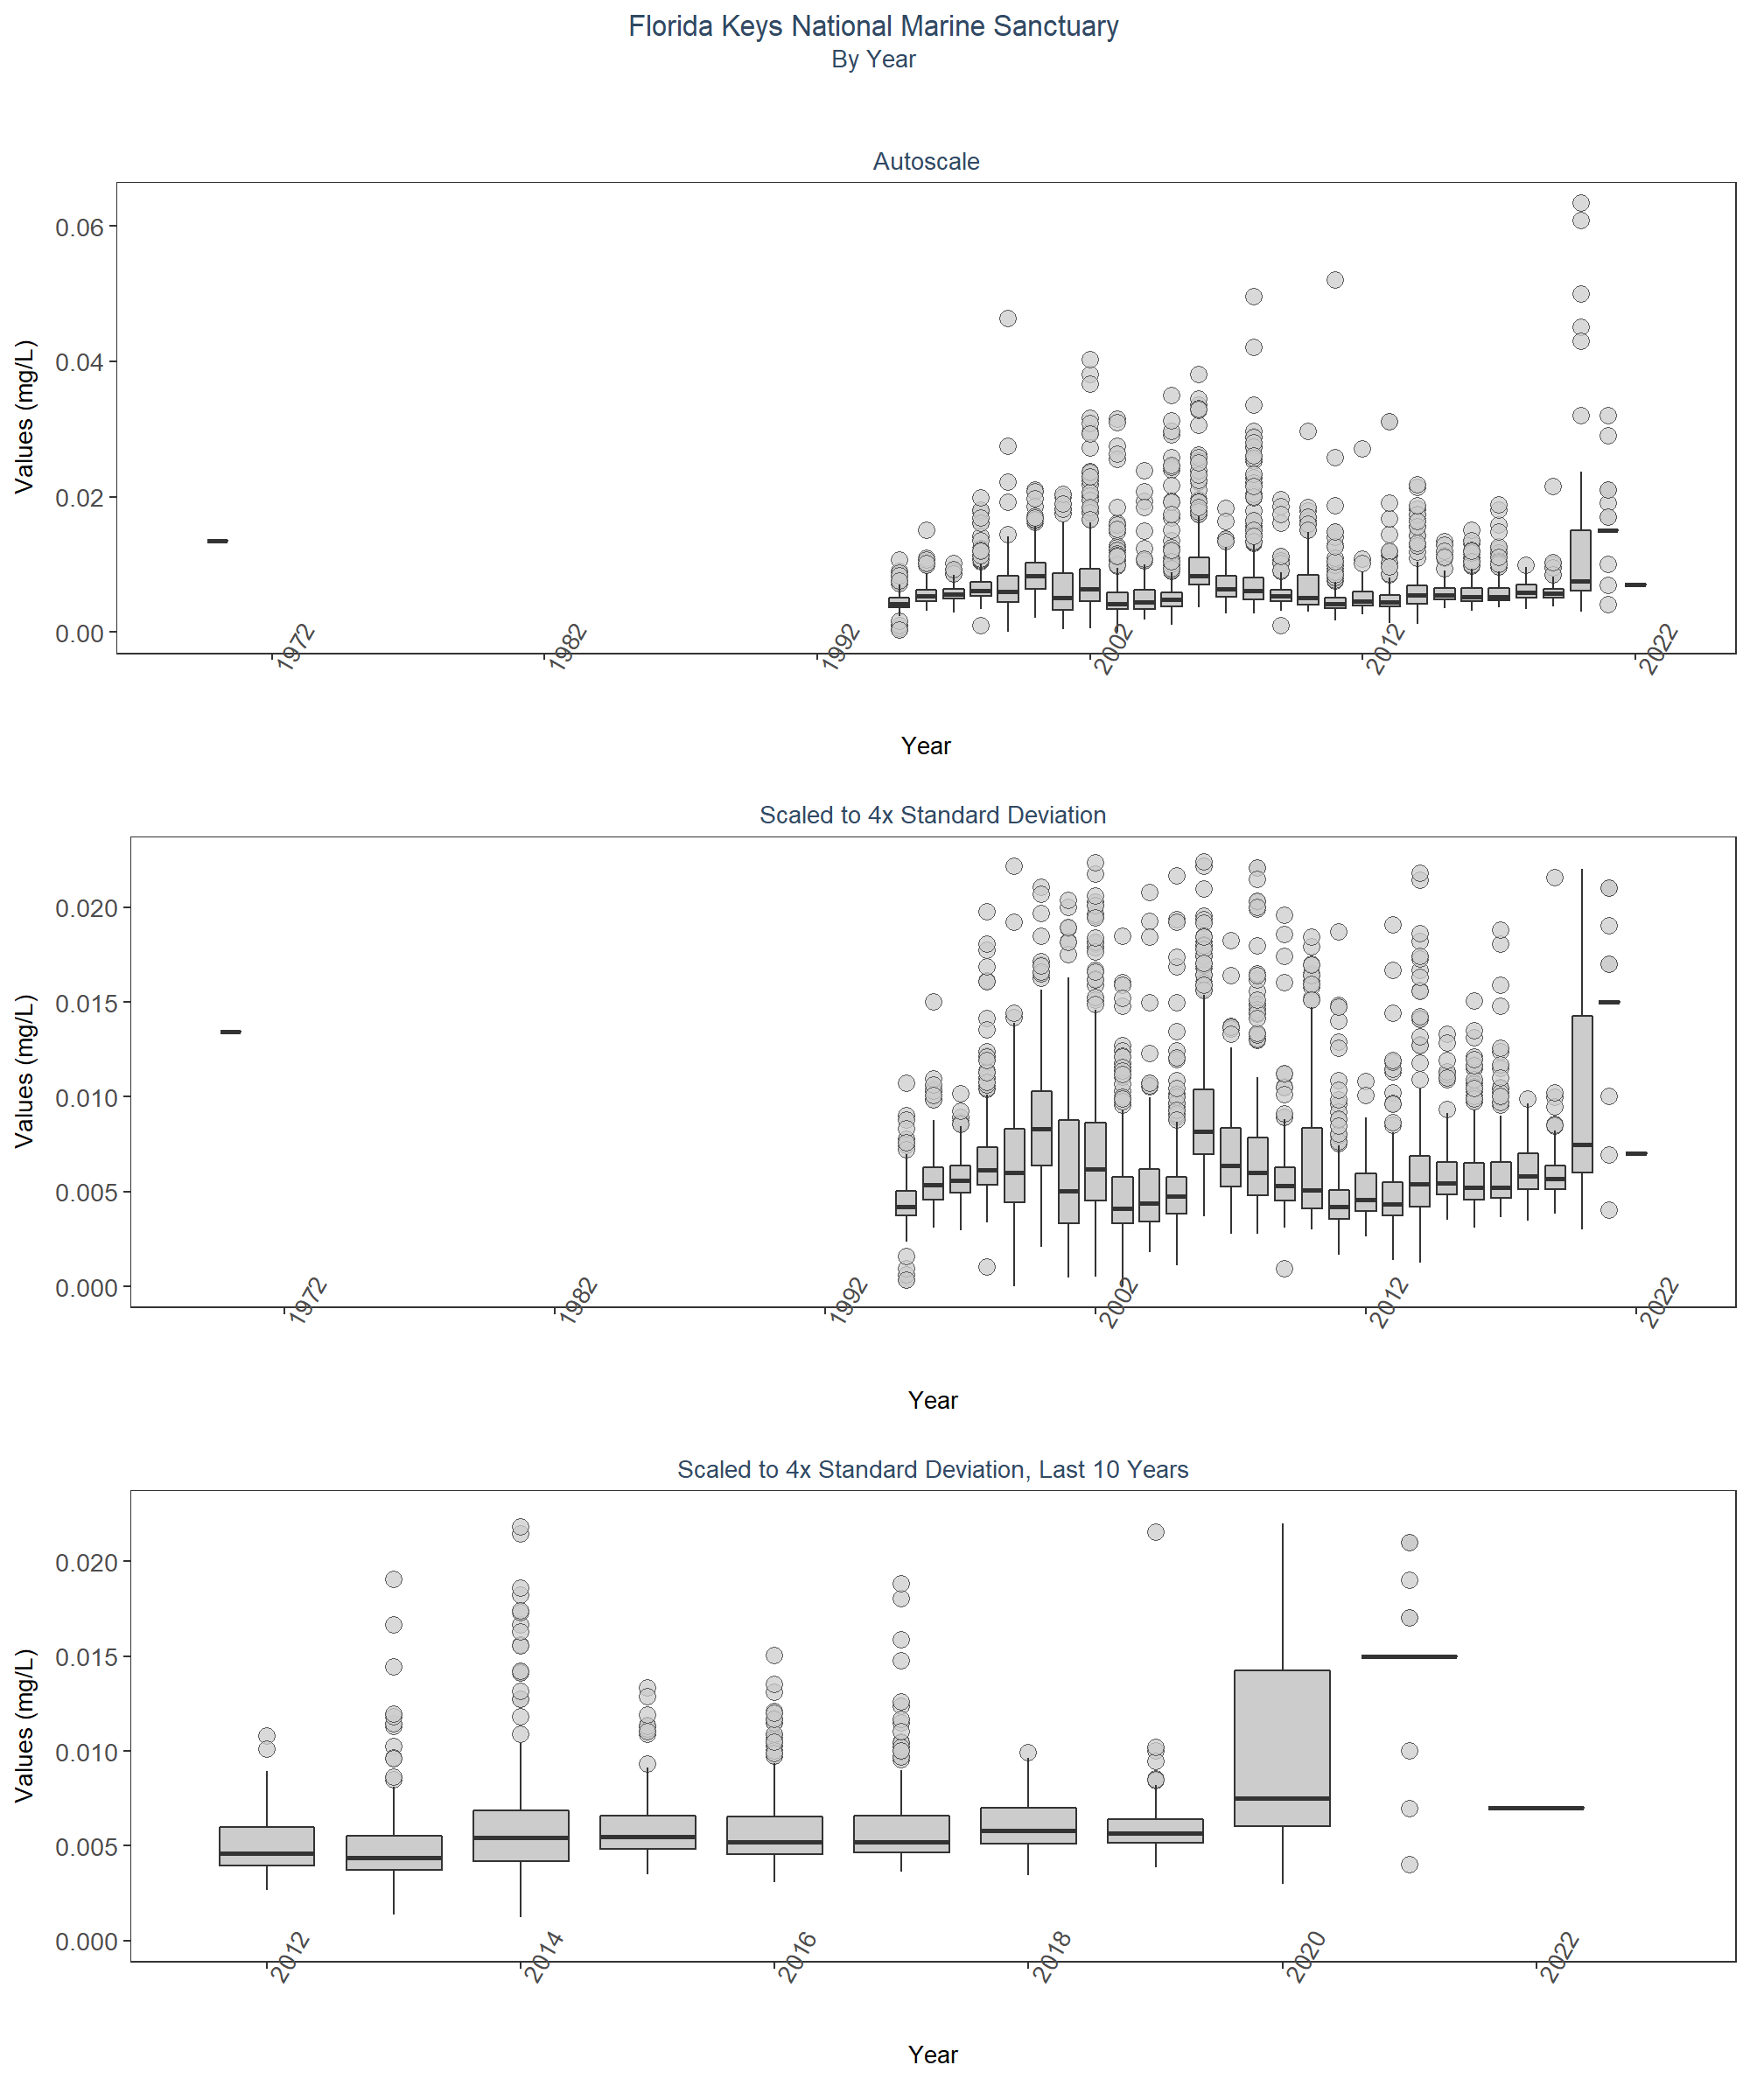 Florida Keys National Marine Sanctuary
By Year
Autoscale
Values (mg/L)
0.06
0.04
0.02
0.00
1972 1982 1992 2002 2012 2022
Year
Scaled to 4x Standard Deviation
Values (mg/L)
0.020
0.015
0.010
0.005
0.000
1972 1982 1992 2002 2012 2022
Year
Scaled to 4x Standard Deviation, Last 10 Years
Values (mg/L)
0.020
0.015
0.010
0.005
0.000
2012 2014 2016 2018 2020 2022
Year